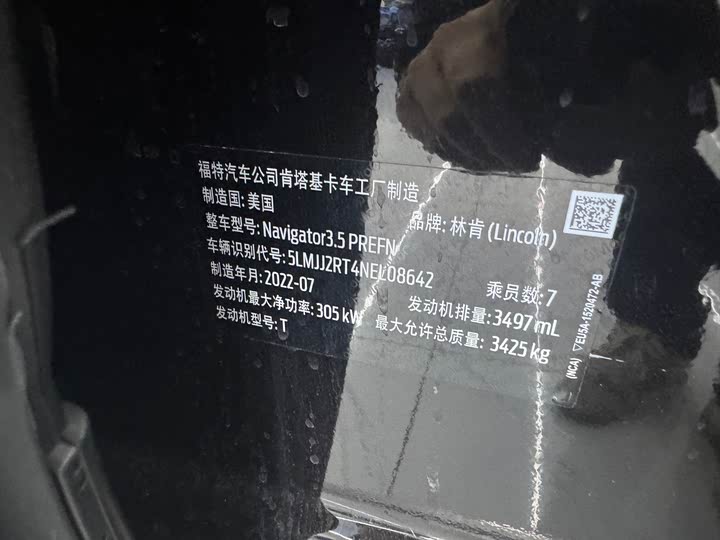 福特汽车公司肯塔基卡车工厂制造
制造国: 美国
品牌: 林肯 (Lincoln)
整车型号: Navigator3.5 PREFN
车辆识别代号: 5LMJJ2RT4NEL08642
乘员数: 7
制造年月: 2022-07
发动机排量: 3497 mL
发动机最大净功率: 305 kW
最大允许总质量: 3425 kg
发动机型号: T
(NCA) ▽EU5A-1520472-AB